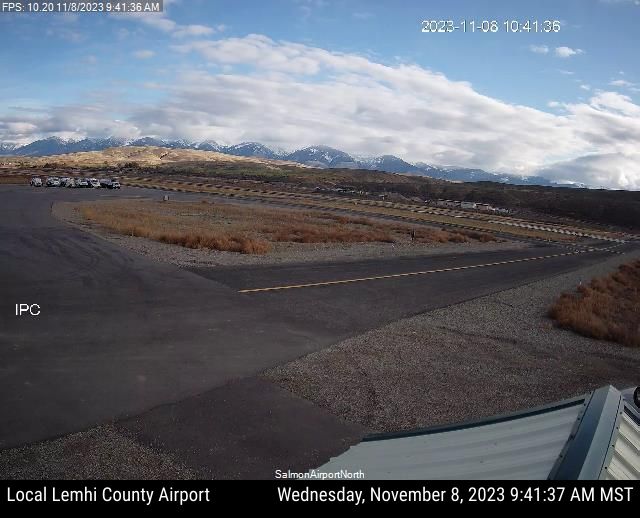 FPS: 10.20 11/8/2023 9:41:36 AM
2023-11-08 10:41:36
IPC
SalmonAirportNorth
Local Lemhi County Airport Wednesday, November 8, 2023 9:41:37 AM MST